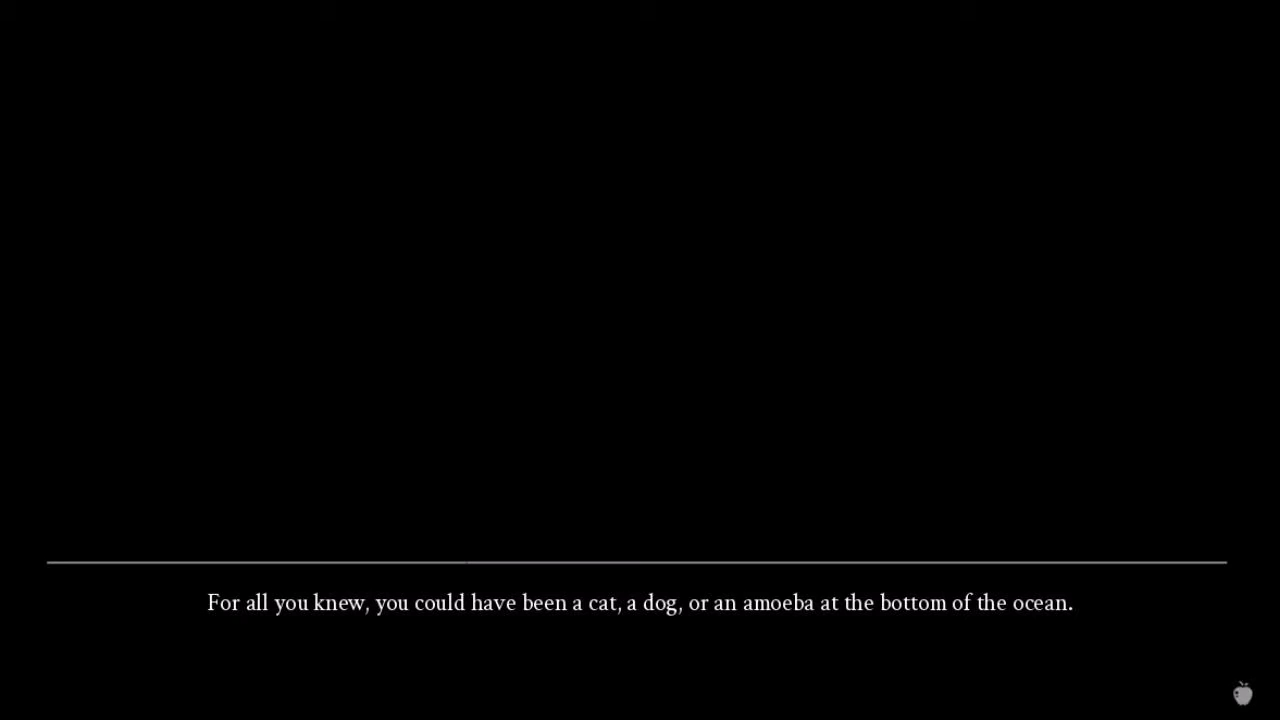 For all you knew, you could have been a cat, a dog, or an amoeba at the bottom of the ocean.